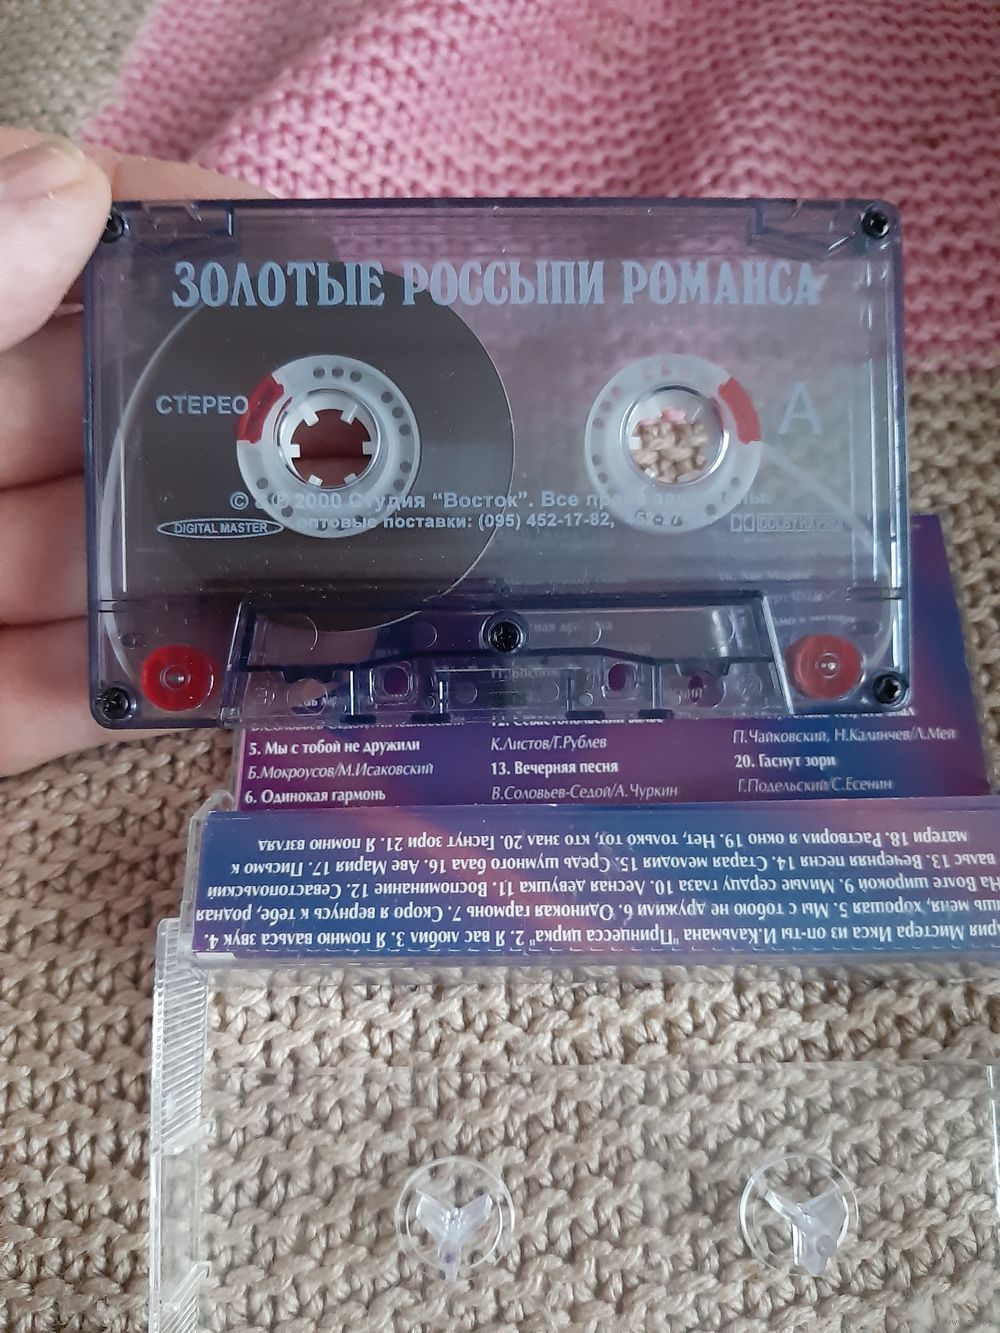 ЗОЛОТЫЕ РОССЫПИ РОМАНСА
СТЕРЕО
A
2000 Студия “Восток”. Все
DIGITAL MASTER
оптовые поставки: (095) 452-17-82,
DOLBY HX PRO
5. Мы с тобой не дружили
Б.Мокроусов/М.Исаковский
6. Одинокая гармонь
К.Листов/Г.Рублев
13. Вечерняя песня
В.Соловьев-Седой/А.Чуркин
П.Чайковский, Н.Калинчев/Л.Мей
20. Гаснут зори
Г.Подельский/С.Есенин
Мистера Икса из оп-ты И.Кальмана "Принцесса цирка" 2. Я вас любил 3. Я помню вальса звук 4.
меня, хорошая 5. Мы с тобою не дружили 6. Одинокая гармонь 7. Скоро я вернусь к тебе, родная
На Волге широкой 9. Милые сердцу глаза 10. Лесная девушка 11. Воспоминание 12. Севастопольский
вальс 13. Вечерняя песня 14. Старая мелодия 15. Средь шумного бала 16. Аве Мария 17. Письмо к
матери 18. Растворил я окно 19. Нет, только тот, кто знал 20. Гаснут зори 21. Я помню взгляд